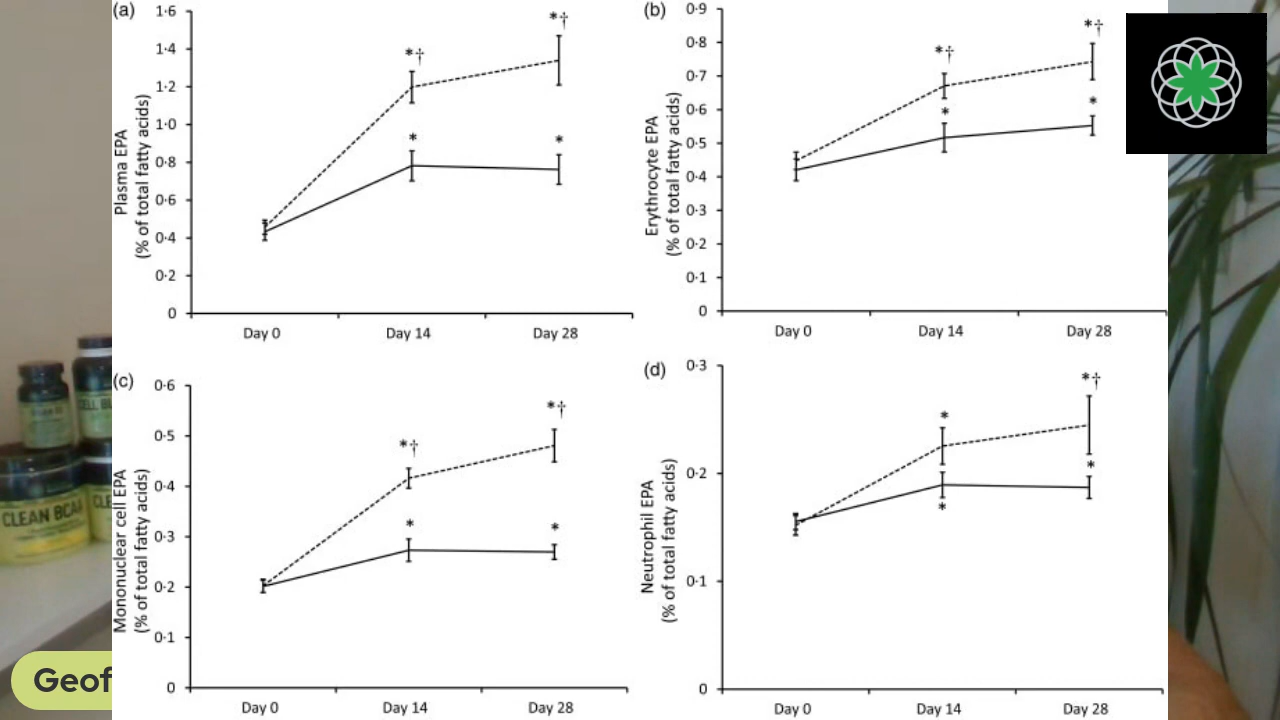 (a)
1·6
1·4
1·2
1·0
0·8
0·6
0·4
0·2
0
Plasma EPA
(% of total fatty acids)
*†
*†
*
*
Day 0
Day 14
Day 28
(b)
0·9
0·8
0·7
0·6
0·5
0·4
0·3
0·2
0·1
0
Erythrocyte EPA
(% of total fatty acids)
*†
*†
*
*
Day 0
Day 14
Day 28
(c)
0·6
0·5
0·4
0·3
0·2
0·1
0
Mononuclear cell EPA
(% of total fatty acids)
*†
*†
*
*
Day 0
Day 14
Day 28
(d)
0·3
0·2
0·1
0
Neutrophil EPA
(% of total fatty acids)
*†
*
*
*
Day 0
Day 14
Day 28
CLEAN BCAA
CLE
Geof